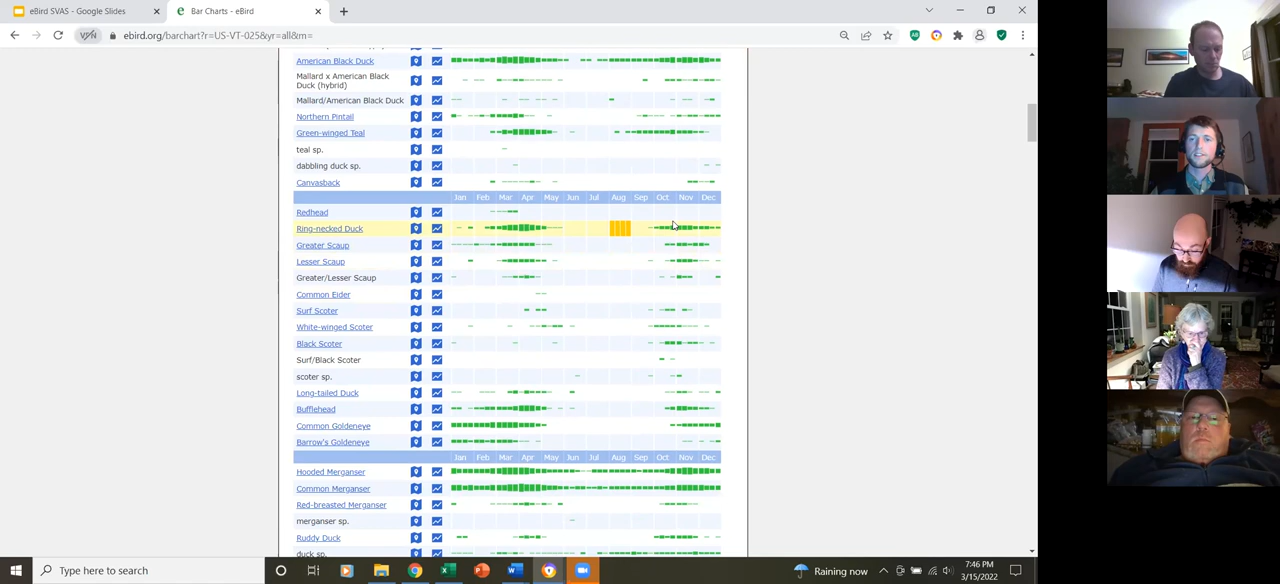 eBird SVAS - Google Slides
Bar Charts - eBird
VPN
ebird.org/barchart?r=US-VT-025&yr=all&m=
American Black Duck
Mallard x American Black
Duck (hybrid)
Mallard/American Black Duck
Northern Pintail
Green-winged Teal
teal sp.
dabbling duck sp.
Canvasback
Jan Feb Mar Apr May Jun Jul Aug Sep Oct Nov Dec
Redhead
Ring-necked Duck
Greater Scaup
Lesser Scaup
Greater/Lesser Scaup
Common Eider
Surf Scoter
White-winged Scoter
Black Scoter
Surf/Black Scoter
scoter sp.
Long-tailed Duck
Bufflehead
Common Goldeneye
Barrow's Goldeneye
Jan Feb Mar Apr May Jun Jul Aug Sep Oct Nov Dec
Hooded Merganser
Common Merganser
Red-breasted Merganser
merganser sp.
Ruddy Duck
duck sp.
Type here to search
Raining now
7:46 PM
3/15/2022